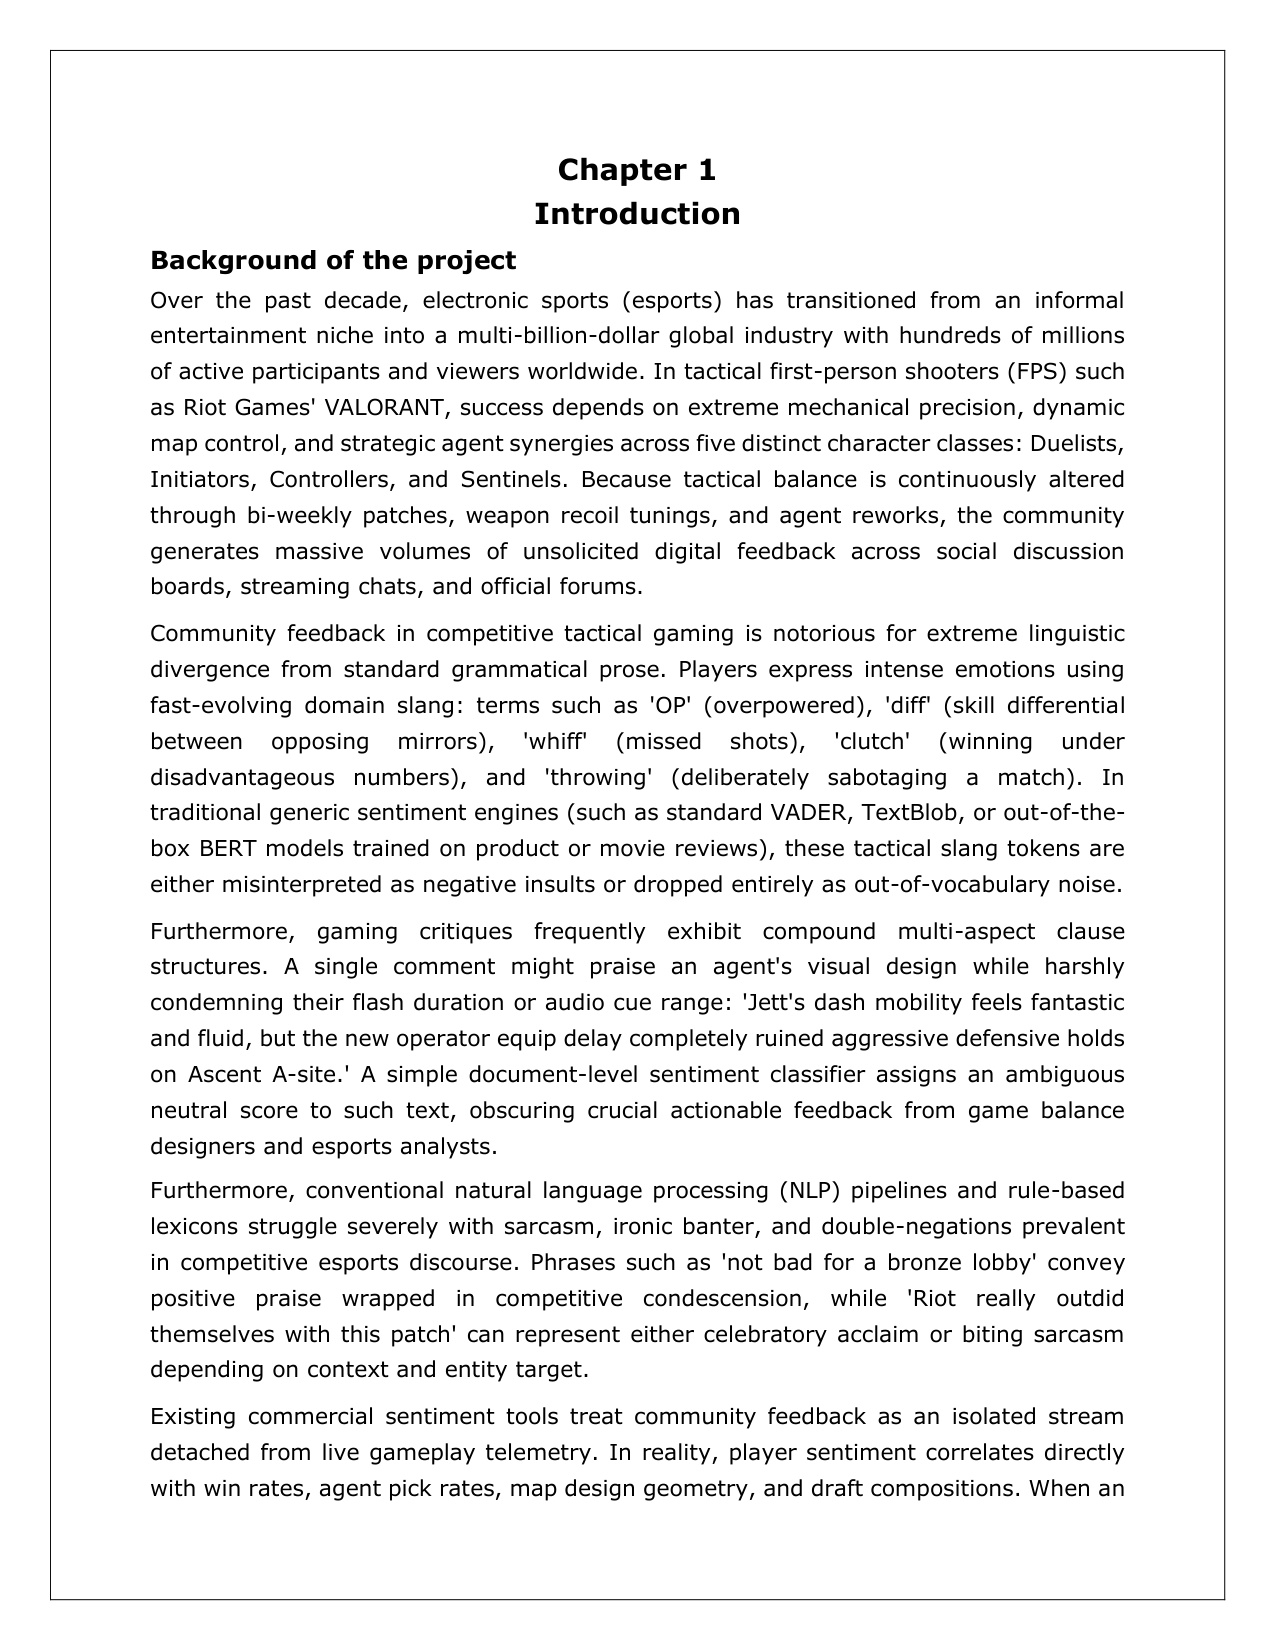 Chapter 1
Introduction
Background of the project
Over the past decade, electronic sports (esports) has transitioned from an informal
entertainment niche into a multi-billion-dollar global industry with hundreds of millions
of active participants and viewers worldwide. In tactical first-person shooters (FPS) such
as Riot Games' VALORANT, success depends on extreme mechanical precision, dynamic
map control, and strategic agent synergies across five distinct character classes: Duelists,
Initiators, Controllers, and Sentinels. Because tactical balance is continuously altered
through bi-weekly patches, weapon recoil tunings, and agent reworks, the community
generates massive volumes of unsolicited digital feedback across social discussion
boards, streaming chats, and official forums.
Community feedback in competitive tactical gaming is notorious for extreme linguistic
divergence from standard grammatical prose. Players express intense emotions using
fast-evolving domain slang: terms such as 'OP' (overpowered), 'diff' (skill differential
between opposing mirrors), 'whiff' (missed shots), 'clutch' (winning under
disadvantageous numbers), and 'throwing' (deliberately sabotaging a match). In
traditional generic sentiment engines (such as standard VADER, TextBlob, or out-of-the-
box BERT models trained on product or movie reviews), these tactical slang tokens are
either misinterpreted as negative insults or dropped entirely as out-of-vocabulary noise.
Furthermore, gaming critiques frequently exhibit compound multi-aspect clause
structures. A single comment might praise an agent's visual design while harshly
condemning their flash duration or audio cue range: 'Jett's dash mobility feels fantastic
and fluid, but the new operator equip delay completely ruined aggressive defensive holds
on Ascent A-site.' A simple document-level sentiment classifier assigns an ambiguous
neutral score to such text, obscuring crucial actionable feedback from game balance
designers and esports analysts.
Furthermore, conventional natural language processing (NLP) pipelines and rule-based
lexicons struggle severely with sarcasm, ironic banter, and double-negations prevalent
in competitive esports discourse. Phrases such as 'not bad for a bronze lobby' convey
positive praise wrapped in competitive condescension, while 'Riot really outdid
themselves with this patch' can represent either celebratory acclaim or biting sarcasm
depending on context and entity target.
Existing commercial sentiment tools treat community feedback as an isolated stream
detached from live gameplay telemetry. In reality, player sentiment correlates directly
with win rates, agent pick rates, map design geometry, and draft compositions. When an